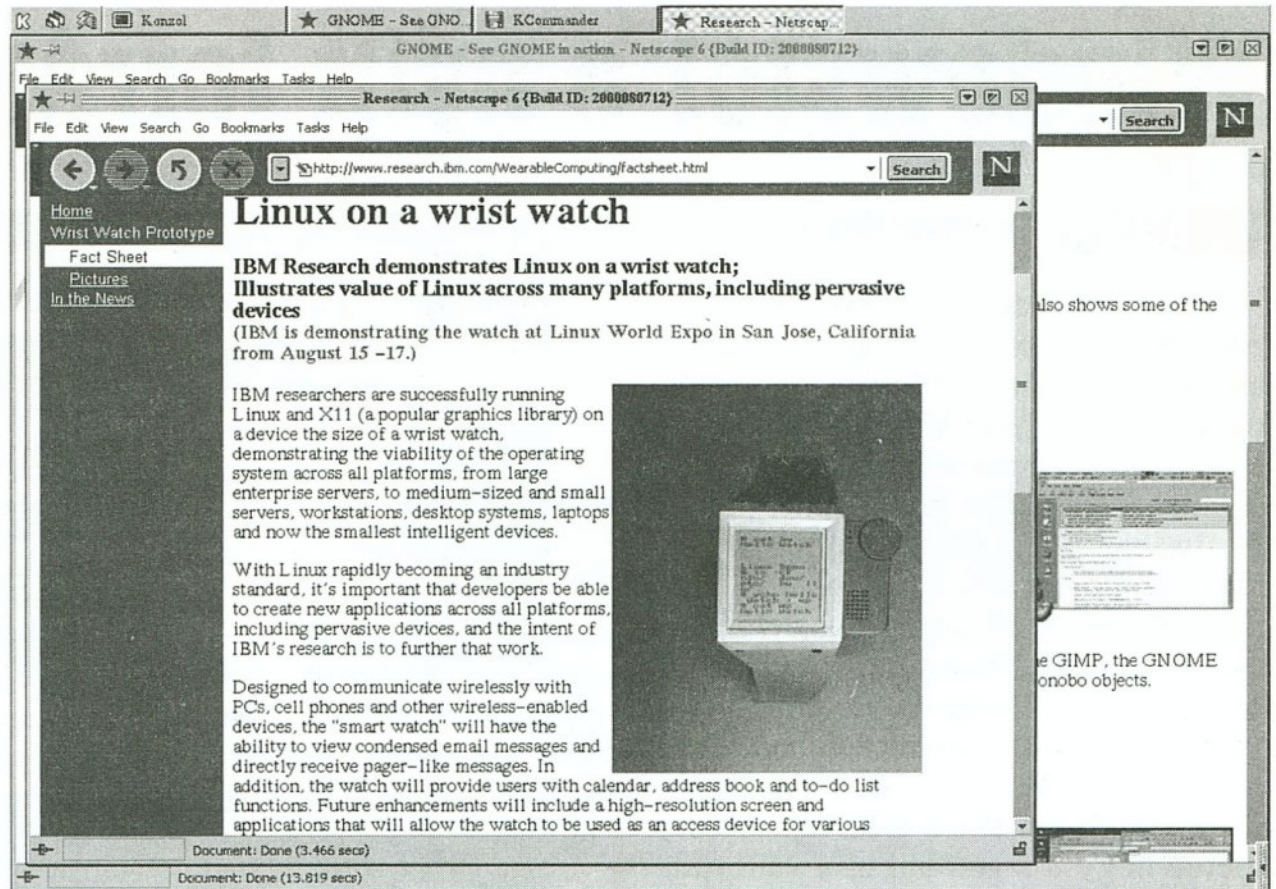 Konzol
GNOME - See GNO...
KCommander
Research - Netscap...
GNOME - See GNOME in action - Netscape 6 {Build ID: 2000080712}
File Edit View Search Go Bookmarks Tasks Help
Search
N
Research - Netscape 6 {Build ID: 2000080712}
File Edit View Search Go Bookmarks Tasks Help
http://www.research.ibm.com/WearableComputing/factsheet.html
Search
N
Home
Wrist Watch Prototype
Fact Sheet
Pictures
In the News
Linux on a wrist watch
IBM Research demonstrates Linux on a wrist watch;
Illustrates value of Linux across many platforms, including pervasive
devices
(IBM is demonstrating the watch at Linux World Expo in San Jose, California
from August 15 -17.)
IBM researchers are successfully running
Linux and X11 (a popular graphics library) on
a device the size of a wrist watch,
demonstrating the viability of the operating
system across all platforms, from large
enterprise servers, to medium-sized and small
servers, workstations, desktop systems, laptops
and now the smallest intelligent devices.
With Linux rapidly becoming an industry
standard, it's important that developers be able
to create new applications across all platforms,
including pervasive devices, and the intent of
IBM's research is to further that work.
Designed to communicate wirelessly with
PCs, cell phones and other wireless-enabled
devices, the "smart watch" will have the
ability to view condensed email messages and
directly receive pager-like messages. In
addition, the watch will provide users with calendar, address book and to-do list
functions. Future enhancements will include a high-resolution screen and
applications that will allow the watch to be used as an access device for various
Document: Done (3.466 secs)
also shows some of the
e GIMP, the GNOME
onobo objects.
Document: Done (13.819 secs)